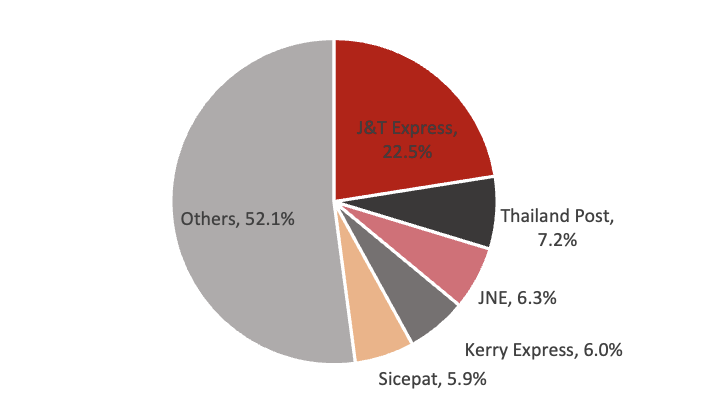 J&T Express,
22.5%
Thailand Post,
7.2%
JNE, 6.3%
Kerry Express, 6.0%
Sicepat, 5.9%
Others, 52.1%